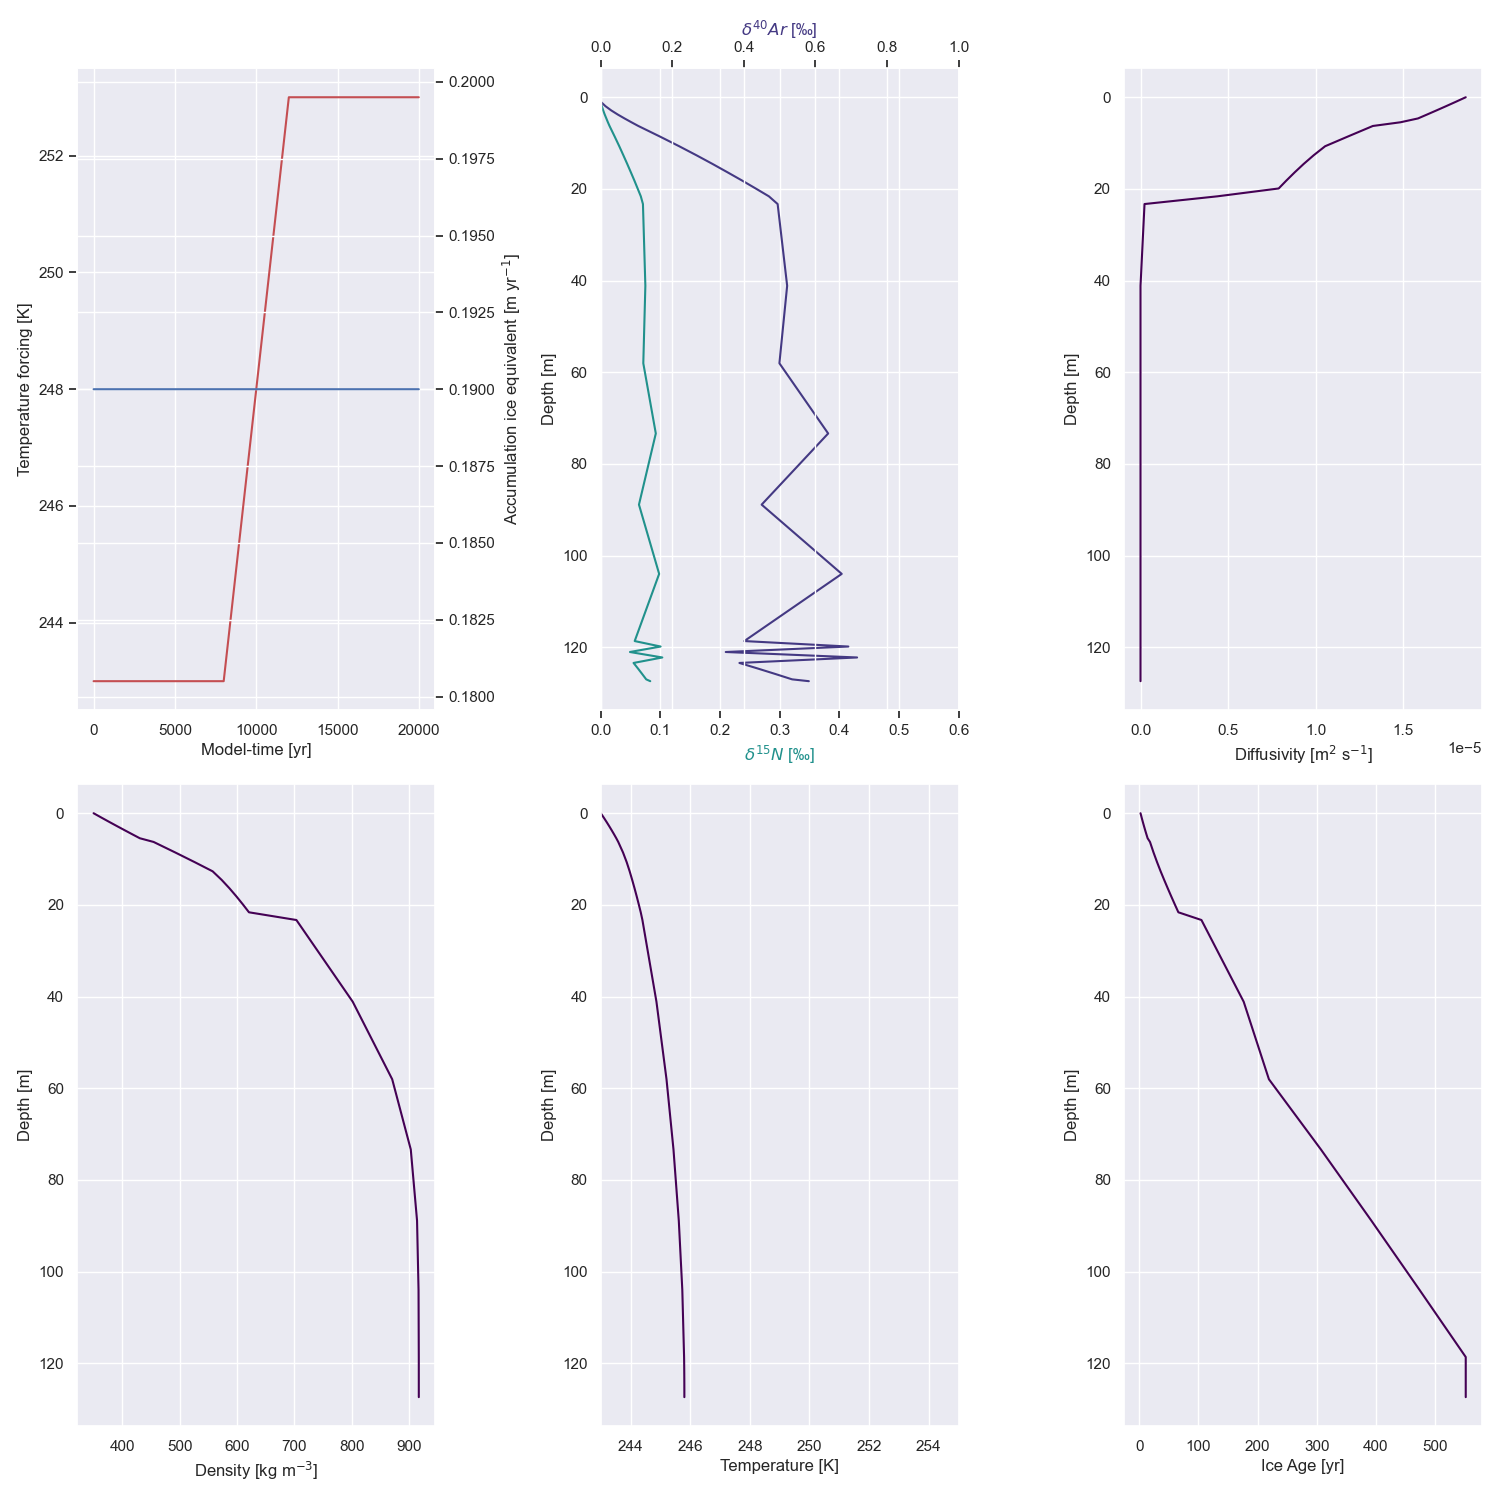 δ⁴⁰Ar [‰]
0.0 0.2 0.4 0.6 0.8 1.0
Temperature forcing [K]
252
250
248
246
244
0.2000
0.1975
0.1950
0.1925
0.1900
0.1875
0.1850
0.1825
0.1800
Accumulation ice equivalent [m yr⁻¹]
0 5000 10000 15000 20000
Model-time [yr]
Depth [m]
0
20
40
60
80
100
120
0.0 0.1 0.2 0.3 0.4 0.5 0.6
δ¹⁵N [‰]
Depth [m]
0
20
40
60
80
100
120
0.0 0.5 1.0 1.5
1e−5
Diffusivity [m² s⁻¹]
Depth [m]
0
20
40
60
80
100
120
400 500 600 700 800 900
Density [kg m⁻³]
Depth [m]
0
20
40
60
80
100
120
244 246 248 250 252 254
Temperature [K]
Depth [m]
0
20
40
60
80
100
120
0 100 200 300 400 500
Ice Age [yr]